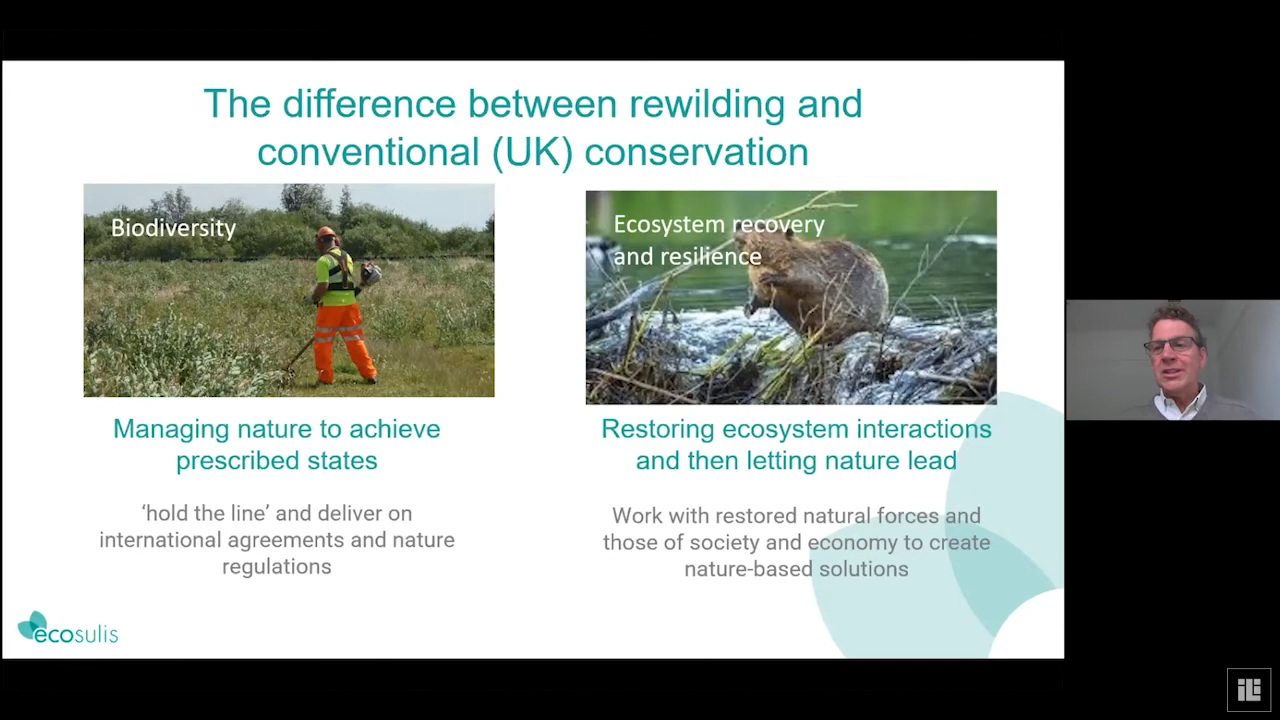 The difference between rewilding and
conventional (UK) conservation
Biodiversity
Managing nature to achieve
prescribed states
‘hold the line’ and deliver on
international agreements and nature
regulations
Ecosystem recovery
and resilience
Restoring ecosystem interactions
and then letting nature lead
Work with restored natural forces and
those of society and economy to create
nature-based solutions
ecosulis